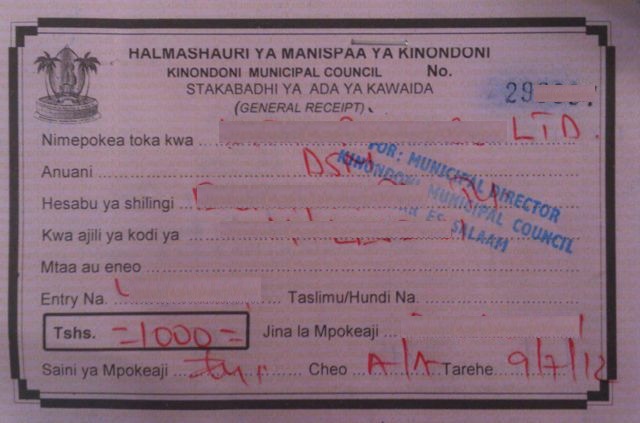 HALMASHAURI YA MANISPAA YA KINONDONI
KINONDONI MUNICIPAL COUNCIL No.
STAKABADHI YA ADA YA KAWAIDA 29
(GENERAL RECEIPT)
Nimepokea toka kwa LTD.
FOR: MUNICIPAL DIRECTOR
Anuani DSM
KINONDONI MUNICIPAL COUNCIL
Hesabu ya shilingi
SALAAM
Kwa ajili ya kodi ya
Mtaa au eneo
Entry Na. Taslimu/Hundi Na.
Tshs. =1000= Jina la Mpokeaji
Saini ya Mpokeaji Cheo A/A Tarehe 9/7/12